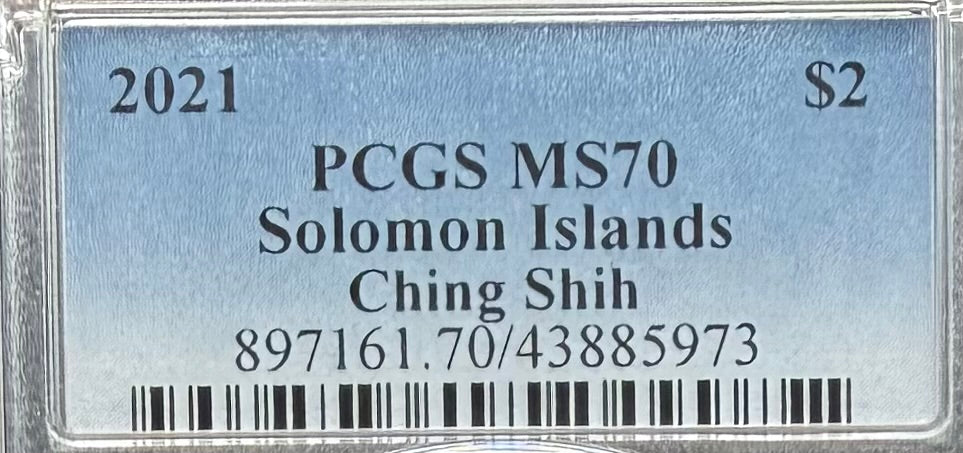 2021 $2
PCGS MS70
Solomon Islands
Ching Shih
897161.70/43885973